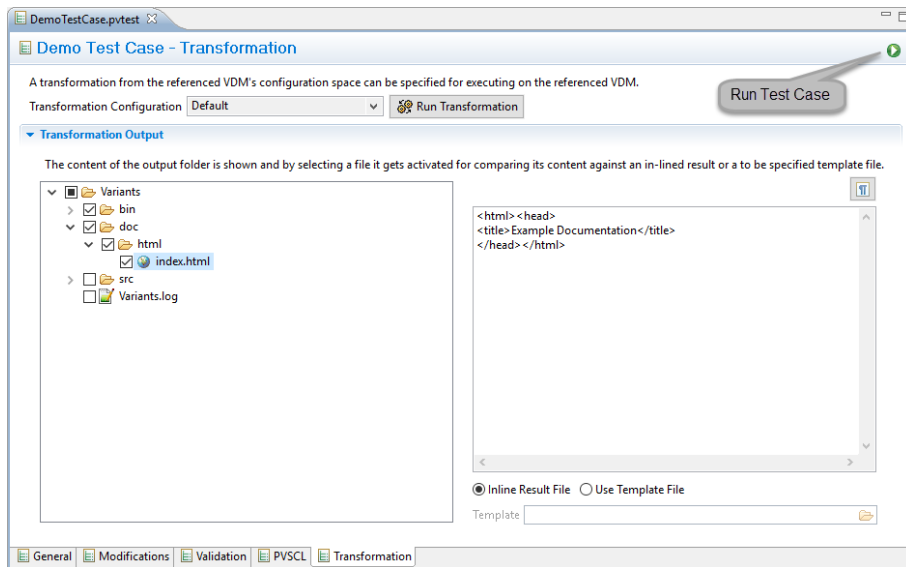 DemoTestCase.pvtest
Demo Test Case - Transformation
A transformation from the referenced VDM's configuration space can be specified for executing on the referenced VDM.
Run Test Case
Transformation Configuration Default Run Transformation
Transformation Output
The content of the output folder is shown and by selecting a file it gets activated for comparing its content against an in-lined result or a to be specified template file.
Variants
bin
doc
html
index.html
src
Variants.log
<html><head>
<title>Example Documentation</title>
</head></html>
Inline Result File Use Template File
Template
General Modifications Validation PVSCL Transformation